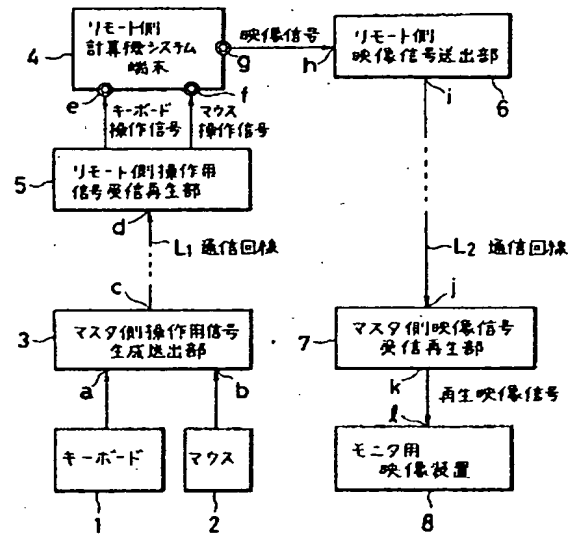 4
リモート側
計算機システム
端末
g
映像信号
h
リモート側
映像信号送出部
i
6
e
f
キーボード
操作信号
マウス
操作信号
5
リモート側操作用
信号受信再生部
d
L1 通信回線
L2 通信回線
c
j
3
マスタ側操作用信号
生成送出部
7
マスタ側映像信号
受信再生部
a
b
k
再生映像信号
l
キーボード
マウス
モニタ用
映像装置
1
2
8